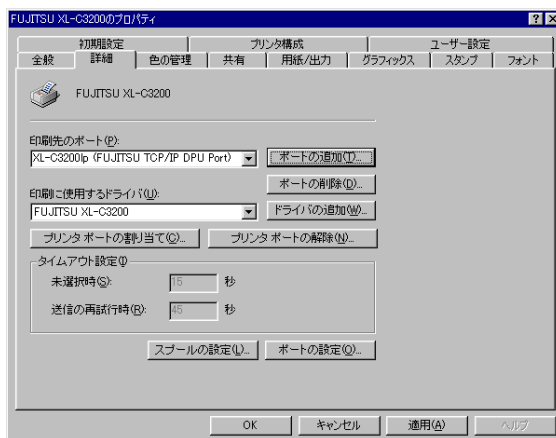 FUJITSU XL-C3200のプロパティ
初期設定 プリンタ構成 ユーザー設定
全般 詳細 色の管理 共有 用紙/出力 グラフィックス スタンプ フォント
FUJITSU XL-C3200
印刷先のポート(P):
XL-C3200lp (FUJITSU TCP/IP DPU Port) ポートの追加(T)...
ポートの削除(D)...
印刷に使用するドライバ(U):
FUJITSU XL-C3200 ドライバの追加(W)...
プリンタ ポートの割り当て(C)... プリンタ ポートの解除(N)...
タイムアウト設定(I)
未選択時(S): 15 秒
送信の再試行時(R): 45 秒
スプールの設定(L)... ポートの設定(O)...
OK キャンセル 適用(A) ヘルプ